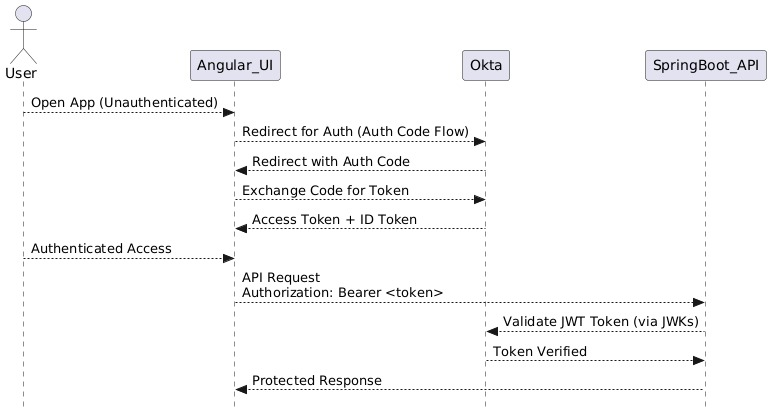 User
Angular_UI
Okta
SpringBoot_API
Open App (Unauthenticated)
Redirect for Auth (Auth Code Flow)
Redirect with Auth Code
Exchange Code for Token
Access Token + ID Token
Authenticated Access
API Request
Authorization: Bearer <token>
Validate JWT Token (via JWKs)
Token Verified
Protected Response